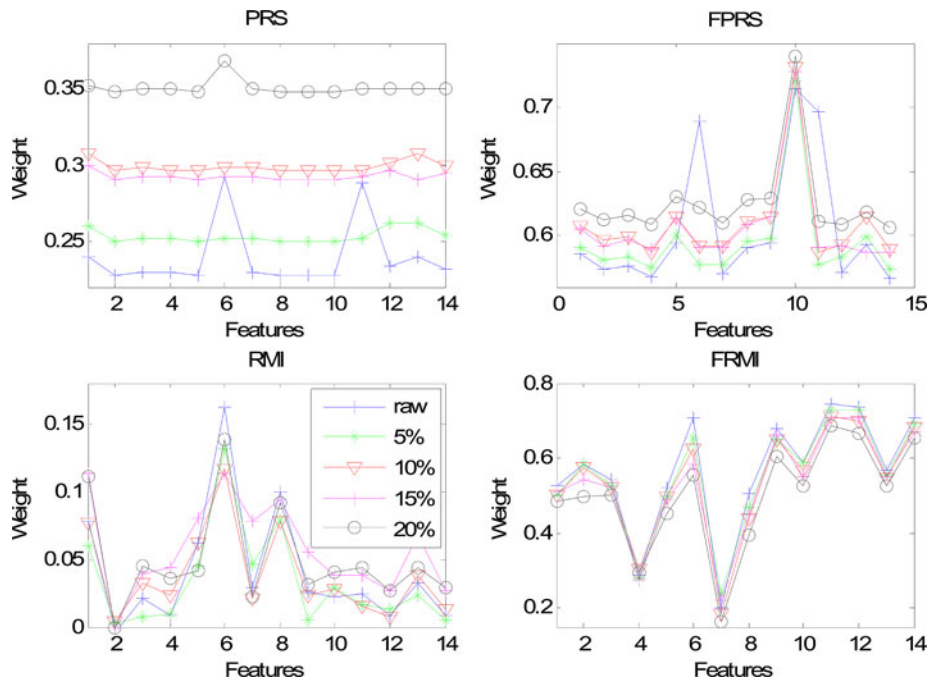 PRS
0.35
0.3
0.25
Weight
2 4 6 8 10 12 14
Features
FPRS
0.7
0.65
0.6
Weight
0 5 10 15
Features
RMI
0.15
0.1
0.05
0
Weight
2 4 6 8 10 12 14
Features
raw
5%
10%
15%
20%
FRMI
0.8
0.6
0.4
0.2
Weight
2 4 6 8 10 12 14
Features